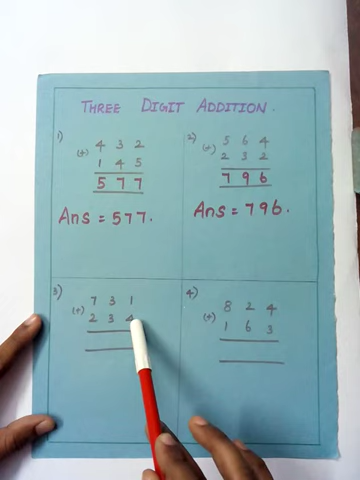 THREE DIGIT ADDITION.
1)
4 3 2
(+) 1 4 5
5 7 7
Ans = 577.
2)
5 6 4
(+) 2 3 2
7 9 6
Ans = 796.
3)
7 3 1
(+) 2 3 4
4)
8 2 4
(+) 1 6 3